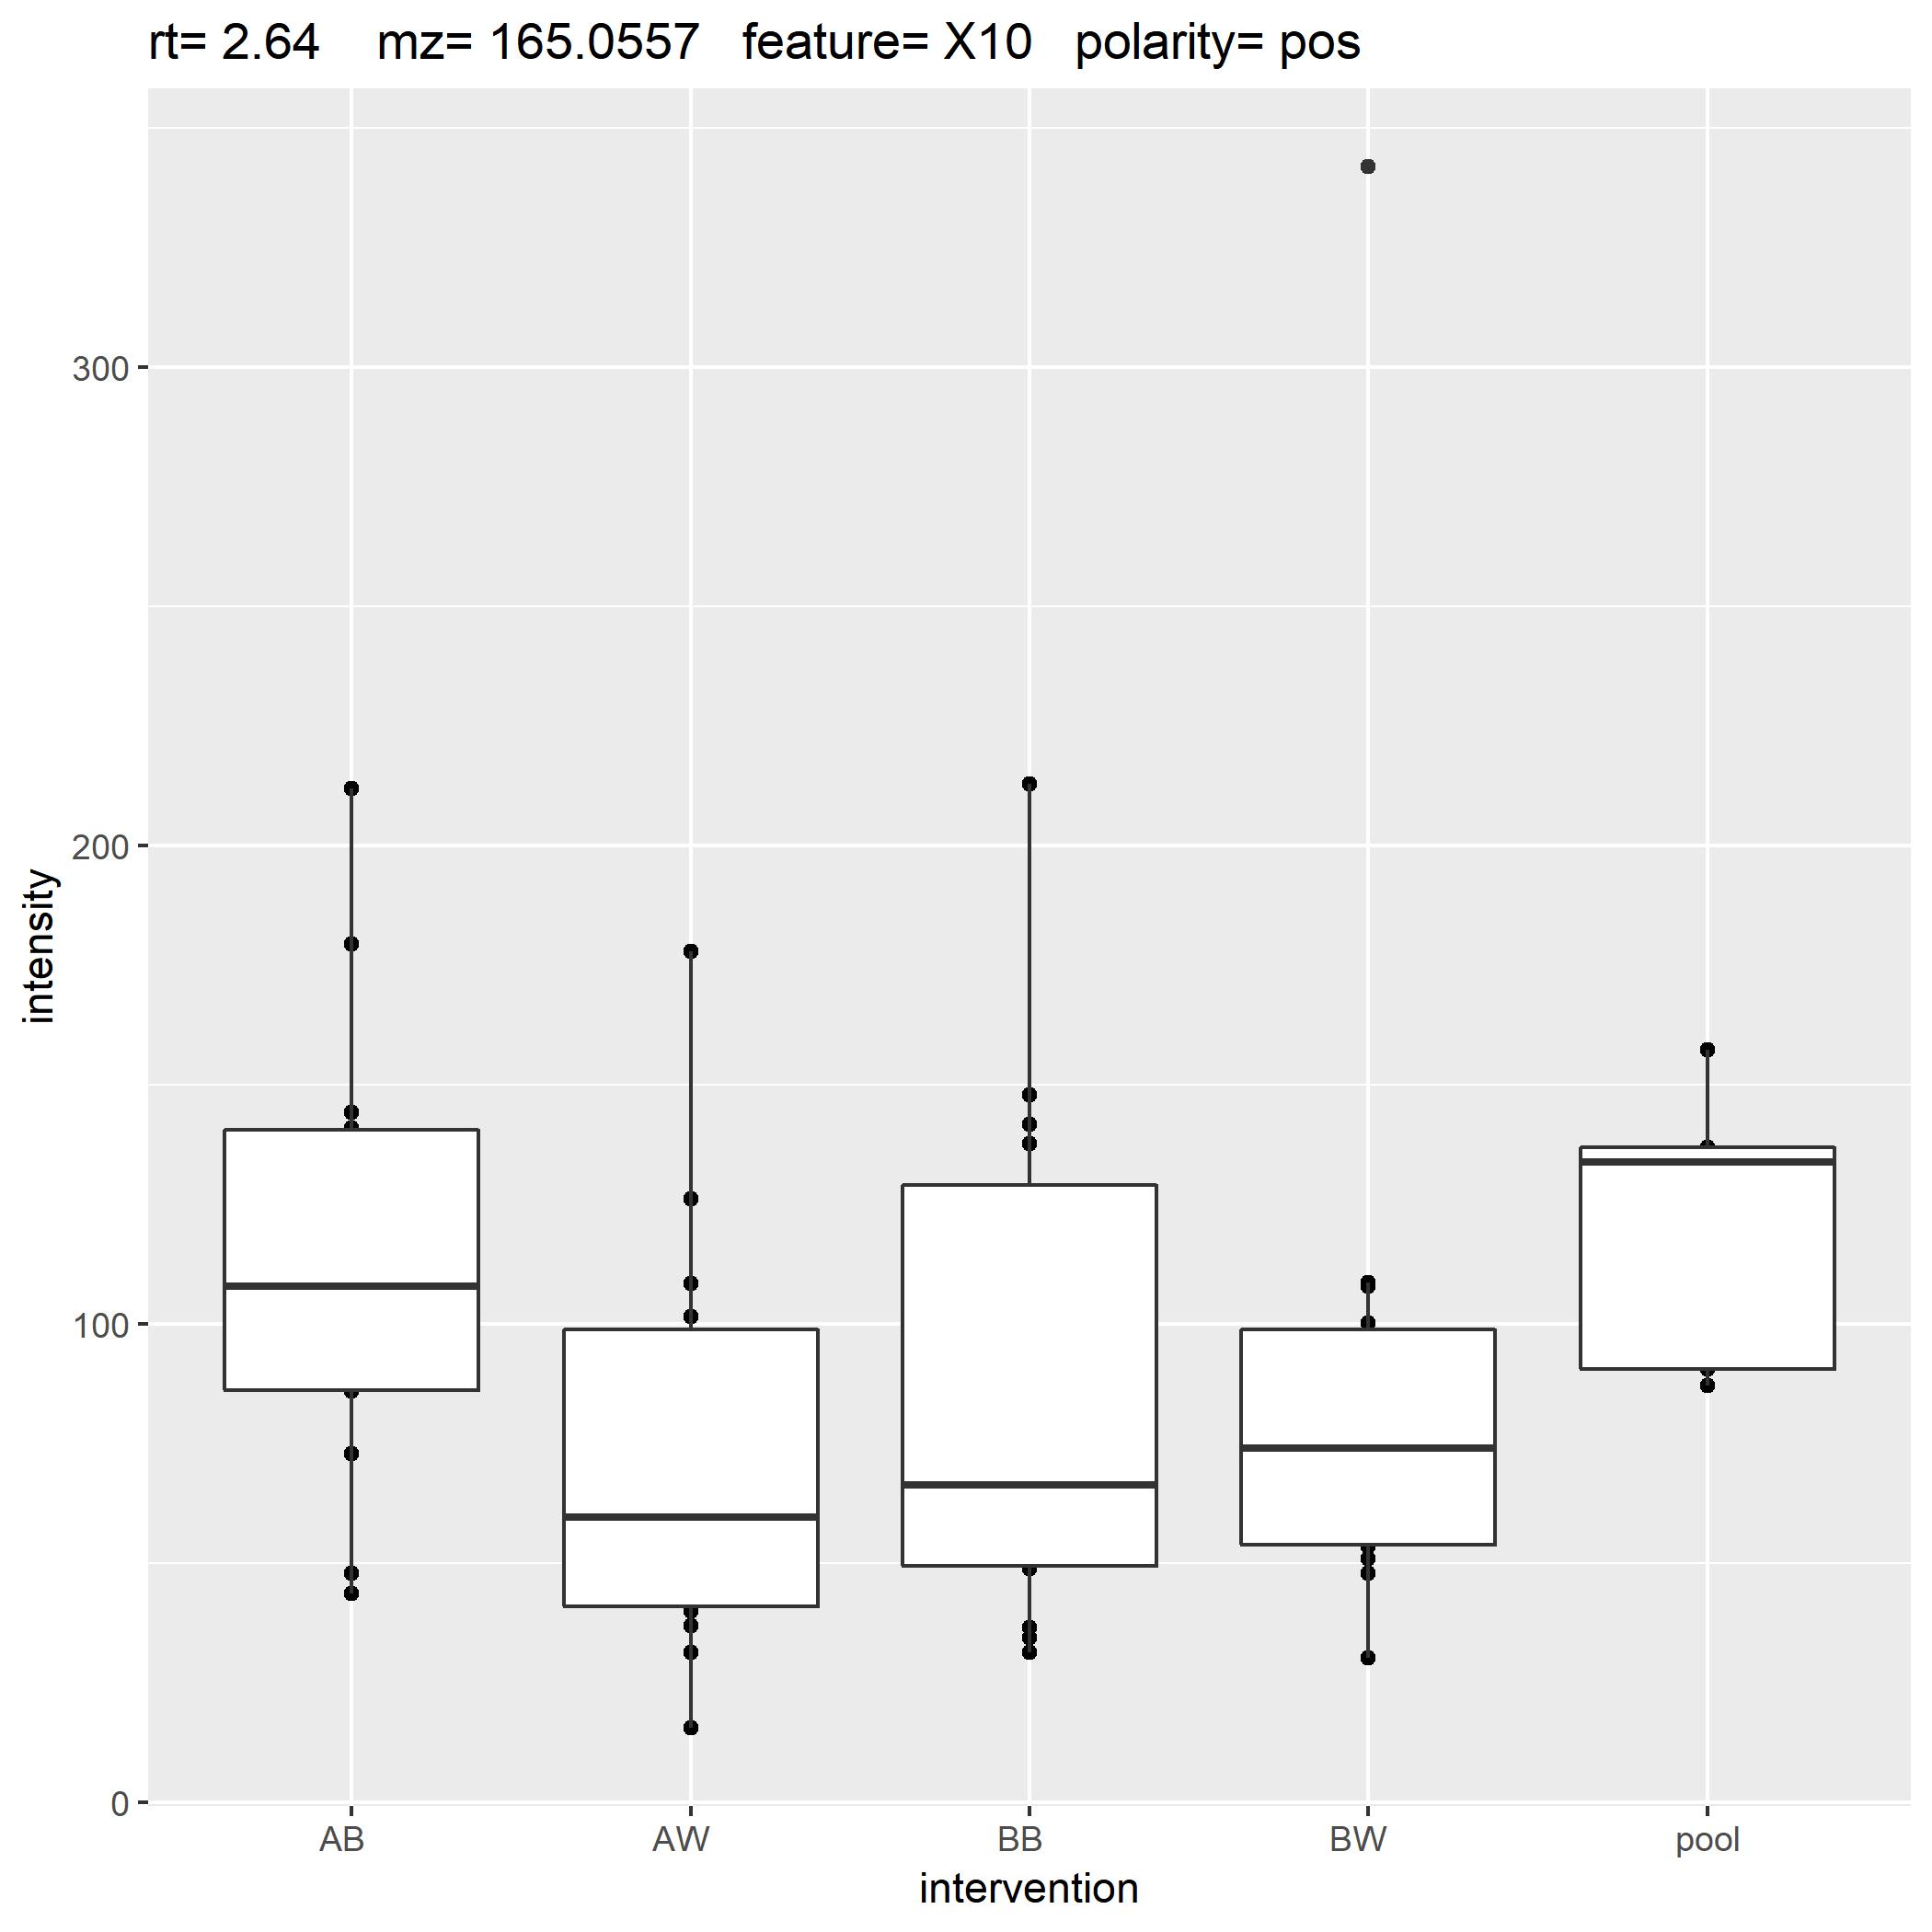 rt= 2.64    mz= 165.0557   feature= X10   polarity= pos
300
200
100
0
intensity
AB AW BB BW pool
intervention